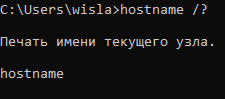 C:\Users\wisla>hostname /?
Печать имени текущего узла.
hostname